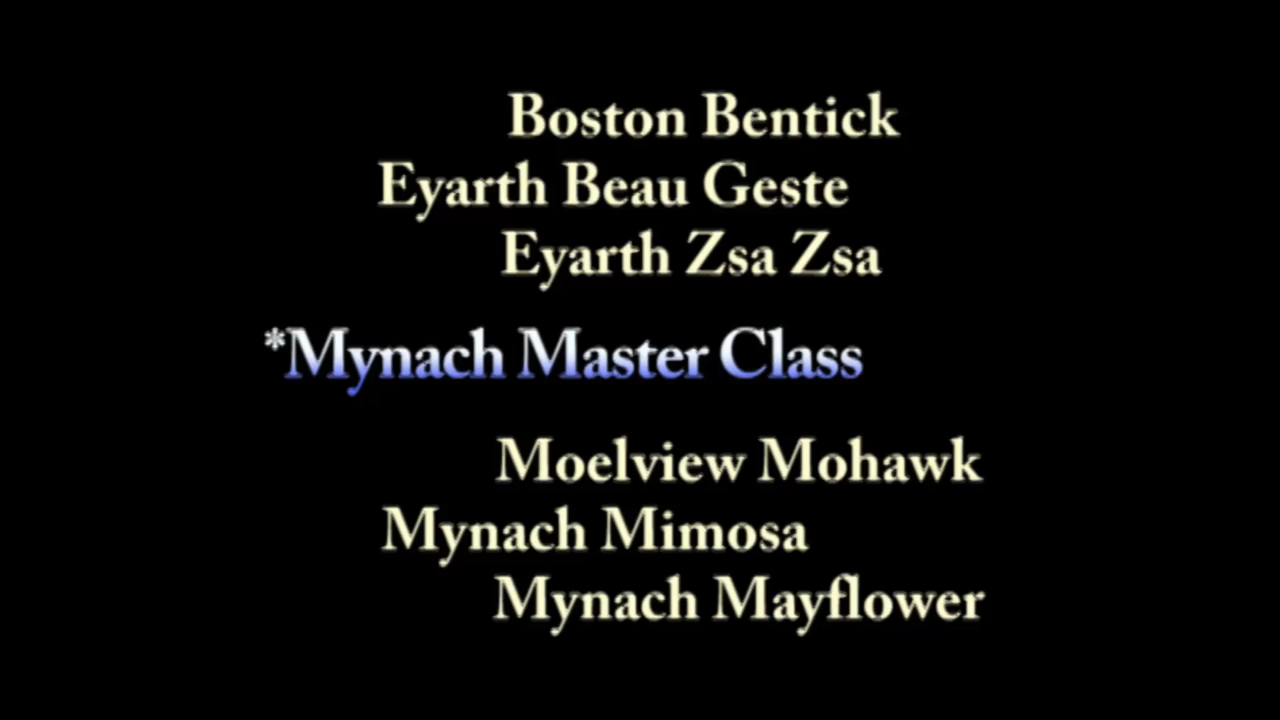 Boston Bentick
Eyarth Beau Geste
Eyarth Zsa Zsa
*Mynach Master Class
Moelview Mohawk
Mynach Mimosa
Mynach Mayflower